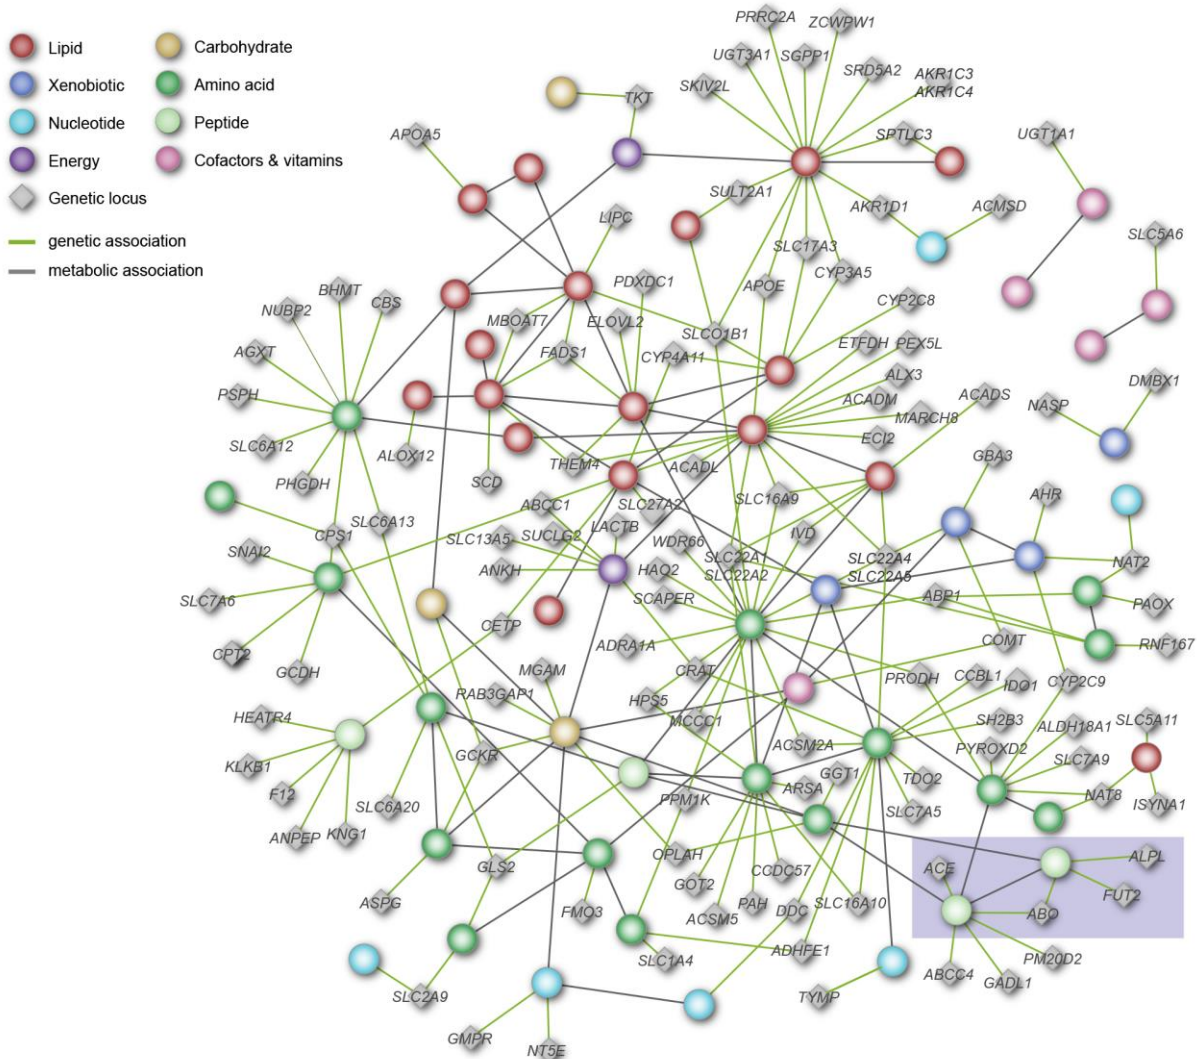 Lipid
Carbohydrate
Xenobiotic
Amino acid
Nucleotide
Peptide
Energy
Cofactors & vitamins
Genetic locus
genetic association
metabolic association
PRRC2A
ZCWPW1
UGT3A1
SGPP1
SRD5A2
AKR1C3
AKR1C4
SKIV2L
TKT
SPTLC3
UGT1A1
APOA5
SULT2A1
AKR1D1
ACMSD
LIPC
SLC17A3
SLC5A6
CYP3A5
PDXDC1
APOE
BHMT
NUBP2
CBS
CYP2C8
MBOAT7
ELOVL2
SLCO1B1
ETFDH
PEX5L
AGXT
FADS1
CYP4A11
ALX3
DMBX1
PSPH
ACADM
ACADS
NASP
MARCH8
SLC6A12
ALOX12
ECI2
GBA3
THEM4
ACADL
PHGDH
SCD
SLC16A9
AHR
ABCC1
SLC27A2
SLC6A13
CPS1
LACTB
SLC13A5
SUCLG2
WDR66
IVD
SNAI2
SLC22A1
SLC22A2
SLC22A4
SLC22A5
NAT2
ANKH
HAO2
SLC7A6
SCAPER
ABP1
PAOX
CETP
CPT2
ADRA1A
COMT
RNF167
GCDH
MGAM
CRAT
PRODH
CCBL1
IDO1
CYP2C9
RAB3GAP1
HPS5
HEATR4
MCCC1
SH2B3
ALDH18A1
SLC5A11
GCKR
ACSM2A
PYROXD2
KLKB1
SLC7A9
GGT1
TDO2
F12
ARSA
SLC6A20
PPM1K
SLC7A5
NAT8
ISYNA1
ANPEP
KNG1
GLS2
OPLAH
CCDC57
ACE
ALPL
GOT2
ASPG
FMO3
ACSM5
PAH
DDC
SLC16A10
FUT2
ABO
SLC1A4
ADHFE1
PM20D2
ABCC4
GADL1
SLC2A9
TYMP
GMPR
NT5E